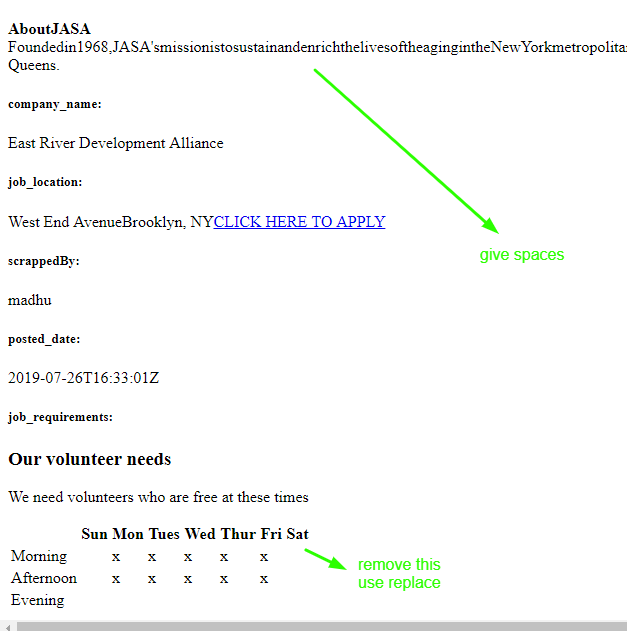 AboutJASA
Foundedin1968,JASA'smissionistosustainandenrichthelivesoftheagingintheNewYorkmetropolita
Queens.
company_name:
East River Development Alliance
job_location:
West End AvenueBrooklyn, NYCLICK HERE TO APPLY
give spaces
scrappedBy:
madhu
posted_date:
2019-07-26T16:33:01Z
job_requirements:
Our volunteer needs
We need volunteers who are free at these times
Sun Mon Tues Wed Thur Fri Sat
Morning x x x x x
Afternoon x x x x x
Evening
remove this
use replace